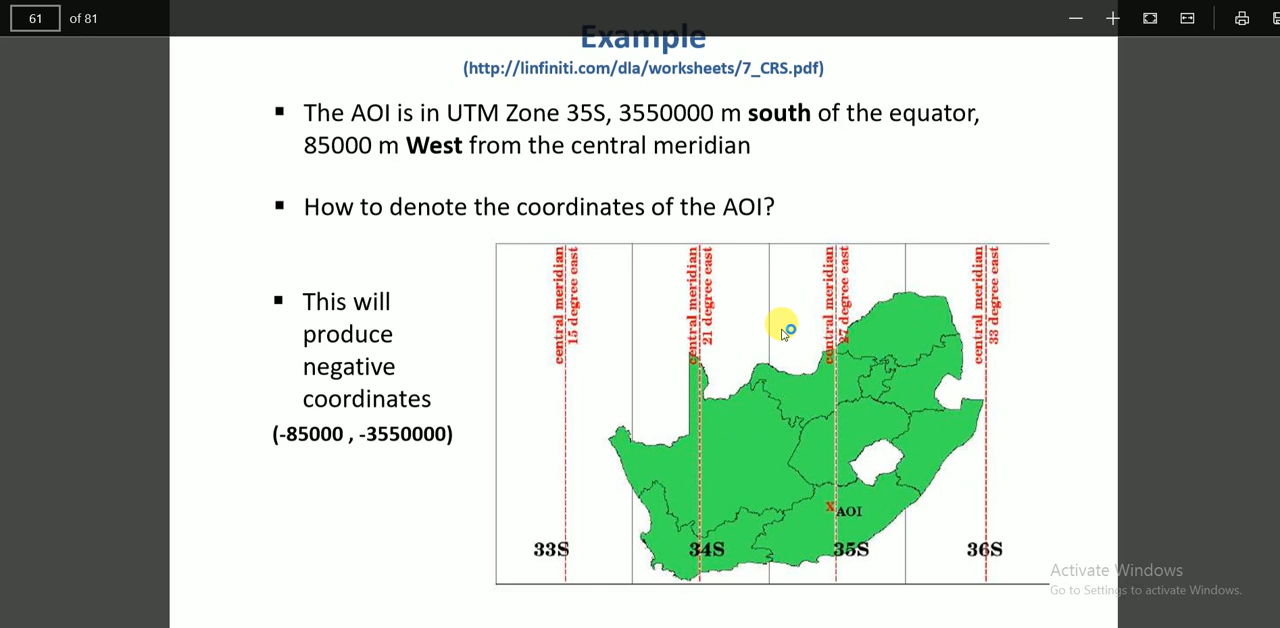 61 of 81
Example
(http://linfiniti.com/dla/worksheets/7_CRS.pdf)
▪ The AOI is in UTM Zone 35S, 3550000 m south of the equator,
85000 m West from the central meridian
▪ How to denote the coordinates of the AOI?
▪ This will
produce
negative
coordinates
(-85000 , -3550000)
central meridian
15 degree east
central meridian
21 degree east
central meridian
27 degree east
central meridian
33 degree east
x AOI
33S 34S 35S 36S
Activate Windows
Go to Settings to activate Windows.